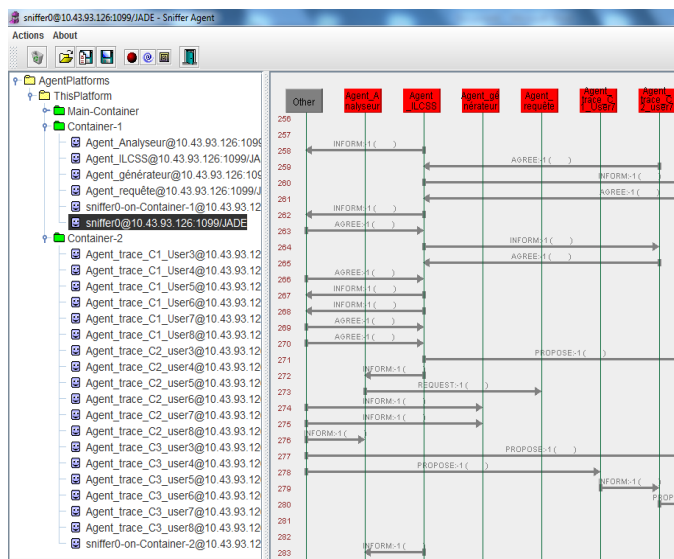 sniffer0@10.43.93.126:1099/JADE - Sniffer Agent
Actions About
AgentPlatforms
ThisPlatform
Main-Container
Container-1
Agent_Analyseur@10.43.93.126:1099
Agent_ILCSS@10.43.93.126:1099/JA
Agent_générateur@10.43.93.126:109
Agent_requête@10.43.93.126:1099/J
sniffer0-on-Container-1@10.43.93.12
sniffer0@10.43.93.126:1099/JADE
Container-2
Agent_trace_C1_User3@10.43.93.12
Agent_trace_C1_User4@10.43.93.12
Agent_trace_C1_User5@10.43.93.12
Agent_trace_C1_User6@10.43.93.12
Agent_trace_C1_User7@10.43.93.12
Agent_trace_C1_User8@10.43.93.12
Agent_trace_C2_user3@10.43.93.12
Agent_trace_C2_user4@10.43.93.12
Agent_trace_C2_user5@10.43.93.12
Agent_trace_C2_user6@10.43.93.12
Agent_trace_C2_user7@10.43.93.12
Agent_trace_C2_user8@10.43.93.12
Agent_trace_C3_user3@10.43.93.12
Agent_trace_C3_user4@10.43.93.12
Agent_trace_C3_user5@10.43.93.12
Agent_trace_C3_user6@10.43.93.12
Agent_trace_C3_user7@10.43.93.12
Agent_trace_C3_user8@10.43.93.12
sniffer0-on-Container-2@10.43.93.12
Other
Agent_A
nalyseur
Agent
_ILCSS
Agent_gé
nérateur
Agent_
requête
Agent_
trace_C
1_User7
Agent_
trace_C
2_user7
256
257
258 INFORM:-1 ( )
259 AGREE:-1 ( )
260 INFORM:-1 (
261 AGREE:-1 (
262 INFORM:-1 ( )
263 AGREE:-1 ( )
264 INFORM:-1 ( )
265 AGREE:-1 ( )
266 AGREE:-1 ( )
267 INFORM:-1 ( )
268 INFORM:-1 ( )
269 AGREE:-1 ( )
270 AGREE:-1 ( )
271 PROPOSE:-1 ( )
272 INFORM:-1 ( )
273 REQUEST:-1 ( )
274 INFORM:-1 ( )
275 INFORM:-1 ( )
276 INFORM:-1 ( )
277 PROPOSE:-1 ( )
278 PROPOSE:-1 ( )
279 INFORM:-1 ( )
280 PROP
281
282
283 INFORM:-1 ( )